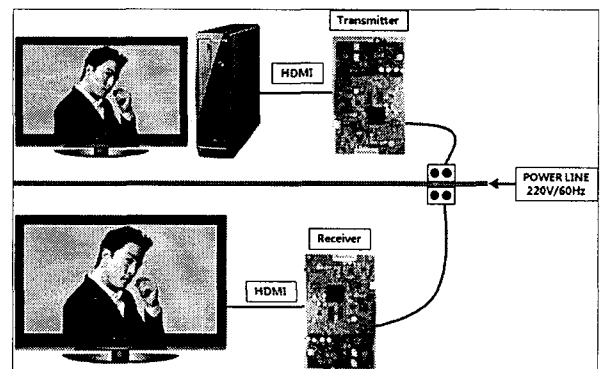 Transmitter
HDMI
POWER LINE
220V/60Hz
Receiver
HDMI